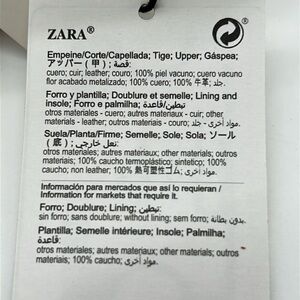 ZARA®
Empeine/Corte/Capellada; Tige; Upper; Gáspea;
アッパー ( 甲 ) ; فصة ;
cuero; cuir; leather; couro; 100% piel vacuno; cuero vacuno
flor acabado metalizado; 100% cuero; 100% 牛革; جلد.
Forro y plantilla; Doublure et semelle; Lining and
insole; Forro e palmilha; تبطين/قاعدة
otros materiales - cuero; autres materiaux - cuir; other
materials - leather; outros materiais - couro; جلد - مواد أخرى.
Suela/Planta/Firme; Semelle; Sole; Sola; ソール
( 底 ) ; نعل خارجي ;
otros materiales; autres materiaux; other materials; outros
materiais; 100% caucho termoplástico; sintetico; 100%
caucho; non leather; 100% 熱可塑性ゴム; مواد أخرى.
Información para mercados que así lo requieran /
Information for markets that require it.
Forro; Doublure; Lining; تبطين;
sin forro; sans doublure; without lining; sem forro; بدون بطانة.
Plantilla; Semelle intérieure; Insole; Palmilha;
قاعدة:
otros materiales; autres materiaux; other materials; outros
materiais; 100% caucho; مواد أخرى.